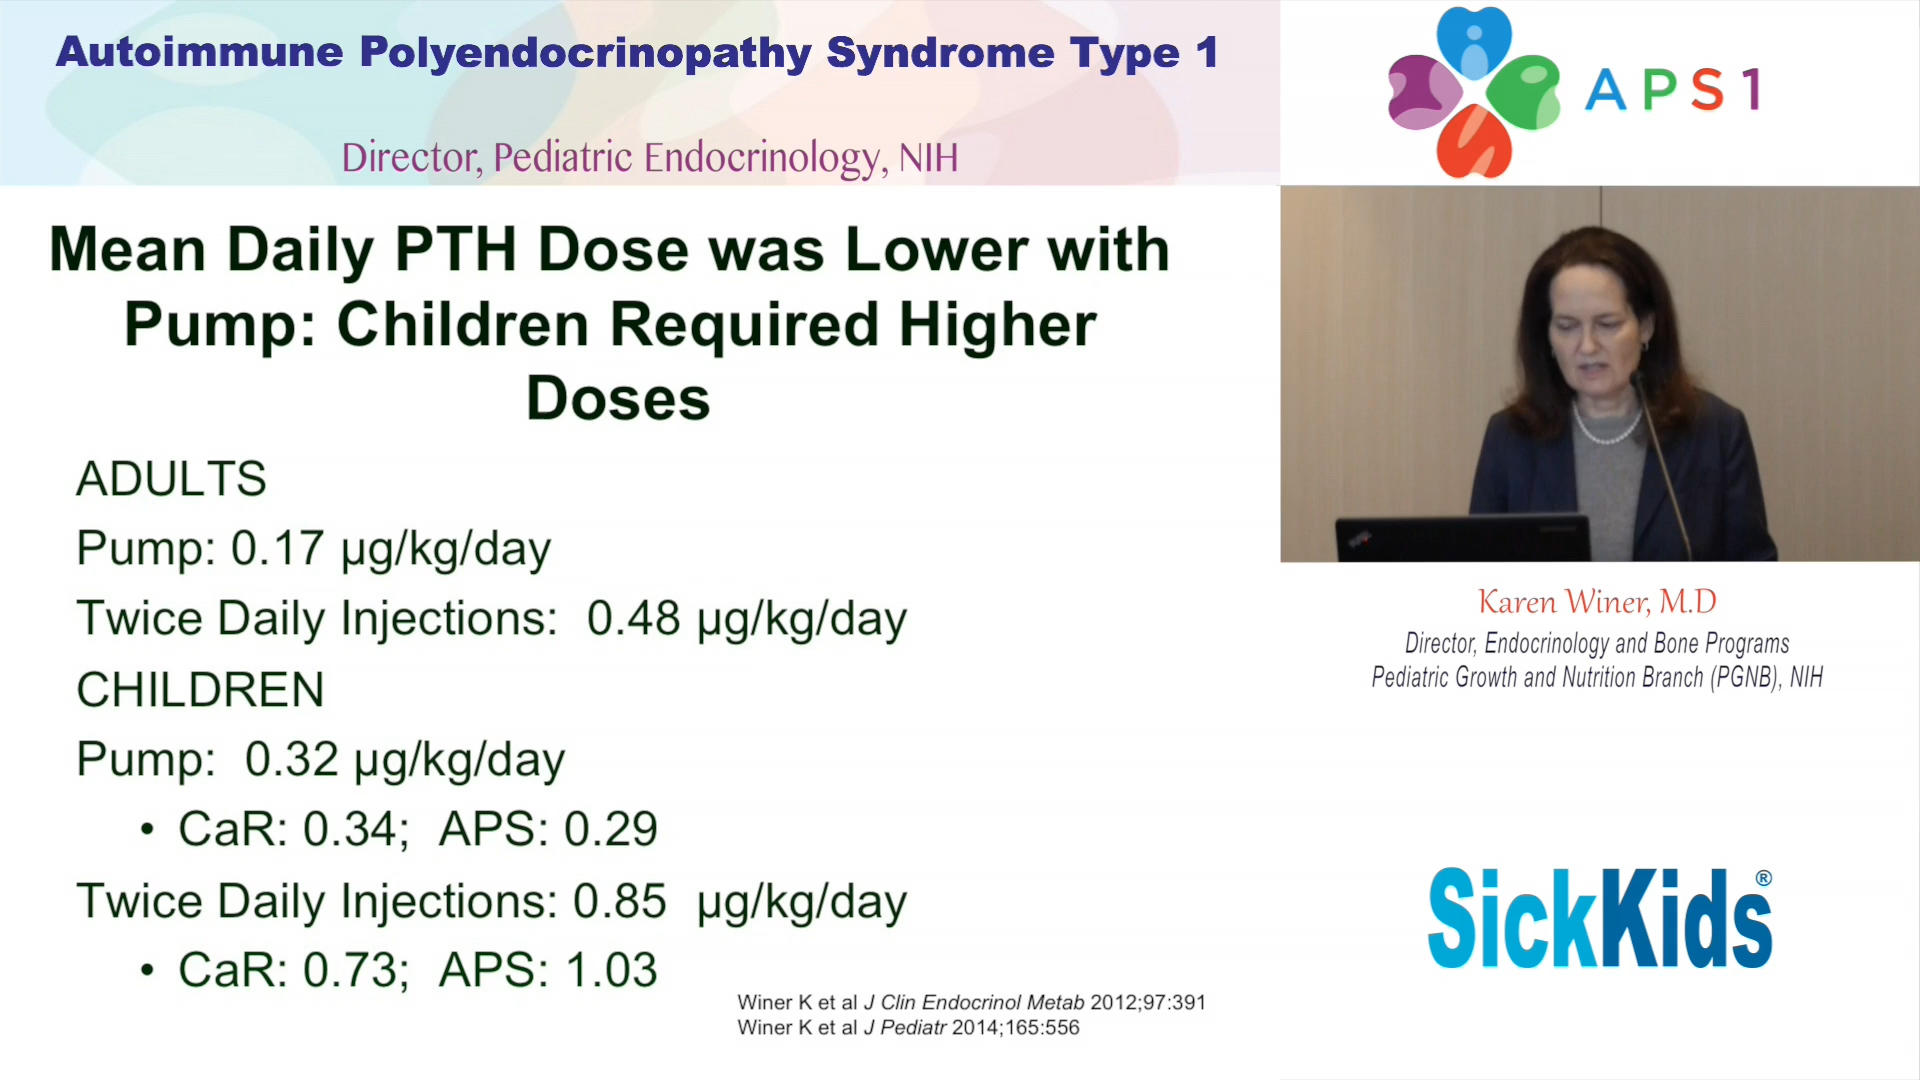 Autoimmune Polyendocrinopathy Syndrome Type 1
Director, Pediatric Endocrinology, NIH
APS1
Mean Daily PTH Dose was Lower with
Pump: Children Required Higher
Doses
ADULTS
Pump: 0.17 µg/kg/day
Twice Daily Injections: 0.48 µg/kg/day
CHILDREN
Pump: 0.32 µg/kg/day
• CaR: 0.34; APS: 0.29
Twice Daily Injections: 0.85 µg/kg/day
• CaR: 0.73; APS: 1.03
Winer K et al J Clin Endocrinol Metab 2012;97:391
Winer K et al J Pediatr 2014;165:556
Karen Winer, M.D
Director, Endocrinology and Bone Programs
Pediatric Growth and Nutrition Branch (PGNB), NIH
SickKids®